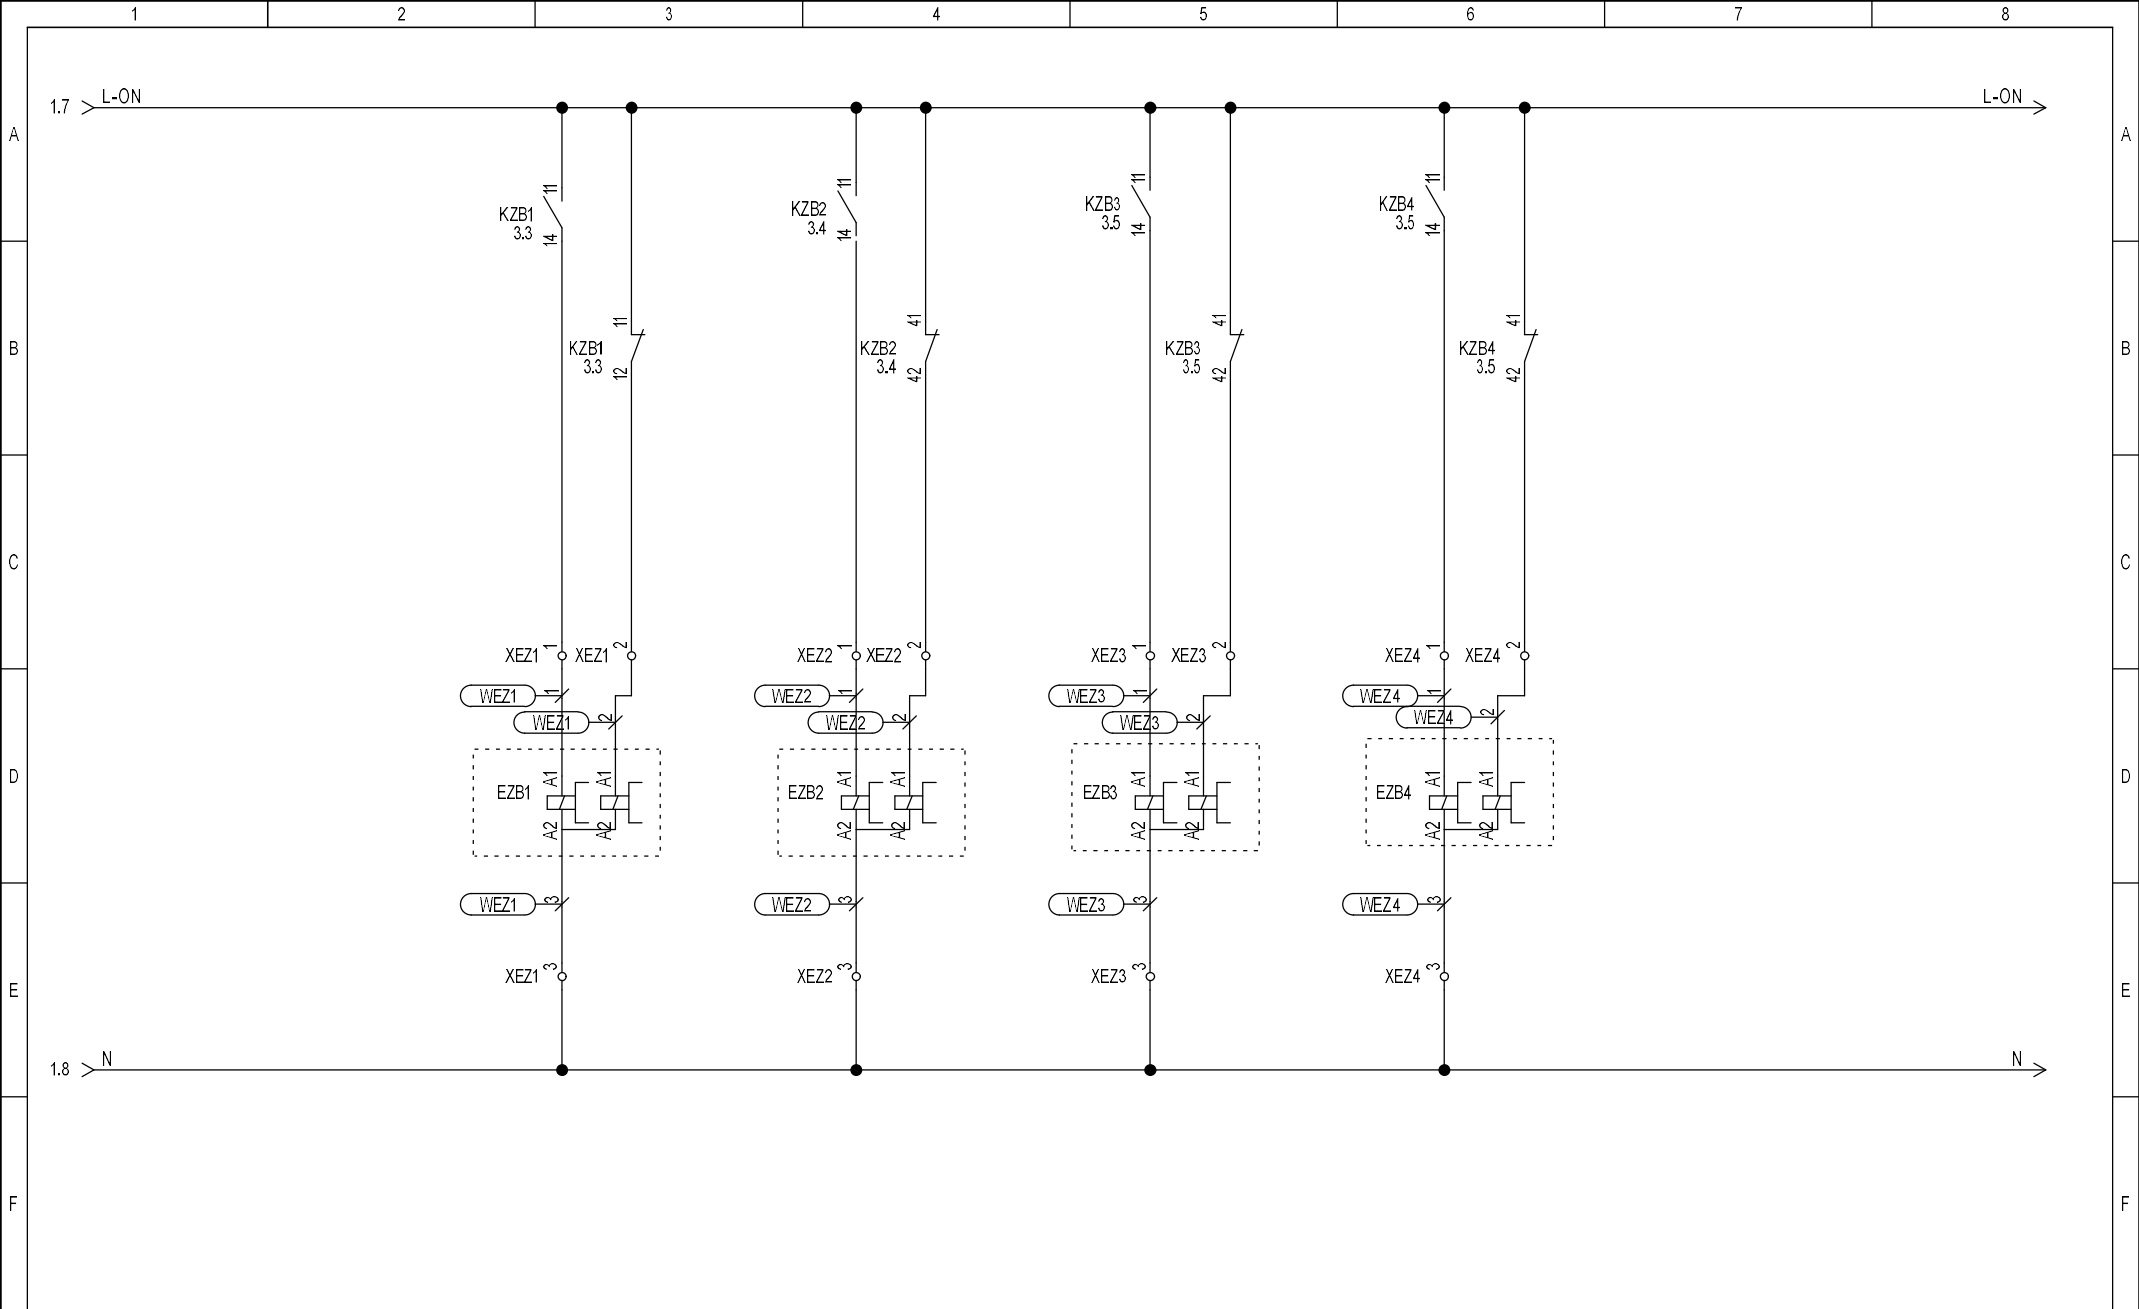 1 2 3 4 5 6 7 8
L-ON L-ON
1.7
A A
11 11 11 11
KZB1 KZB2 KZB3 KZB4
3.3 3.4 3.5 3.5
14 14 14 14
11 41 41 41
B KZB1 KZB2 KZB3 KZB4 B
3.3 3.4 3.5 3.5
12 42 42 42
C C
1 2 1 2 1 2 1 2
XEZ1 XEZ1 XEZ2 XEZ2 XEZ3 XEZ3 XEZ4 XEZ4
WEZ1 1 WEZ2 1 WEZ3 1 WEZ4 1
WEZ1 2 WEZ2 2 WEZ3 2 WEZ4 2
D D
A1 A1 A1 A1 A1 A1 A1 A1
EZB1 EZB2 EZB3 EZB4
A2 A2 A2 A2 A2 A2 A2 A2
WEZ1 3 WEZ2 3 WEZ3 3 WEZ4 3
XEZ1 3 XEZ2 3 XEZ3 3 XEZ4 3
E E
N N
1.8
F F